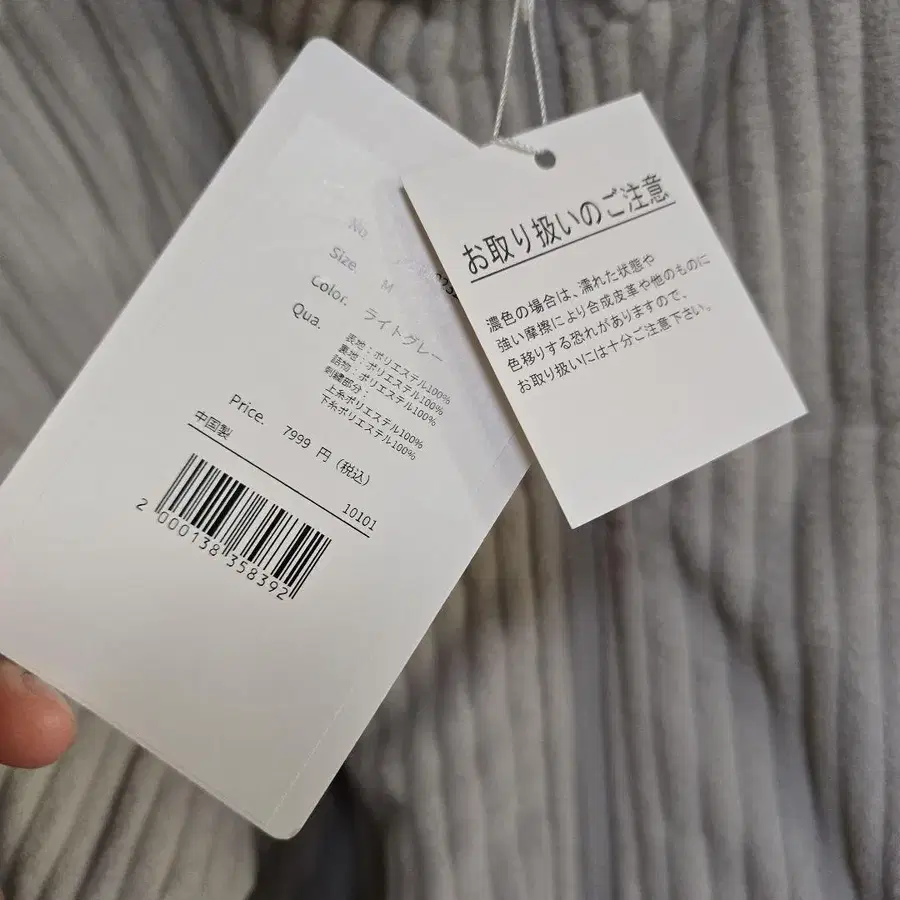 No
Size. M
Color. ライトグレー
Qua.
表地：ポリエステル100%
裏地：ポリエステル100%
詰物：ポリエステル100%
刺繍部分：
上糸ポリエステル100%
下糸ポリエステル100%
Price. 7999 円（税込）
中国製 10101
2 000138 358392
お取り扱いのご注意
濃色の場合は、濡れた状態や
強い摩擦により合成皮革や他のものに
色移りする恐れがありますので、
お取り扱いには十分ご注意下さい。